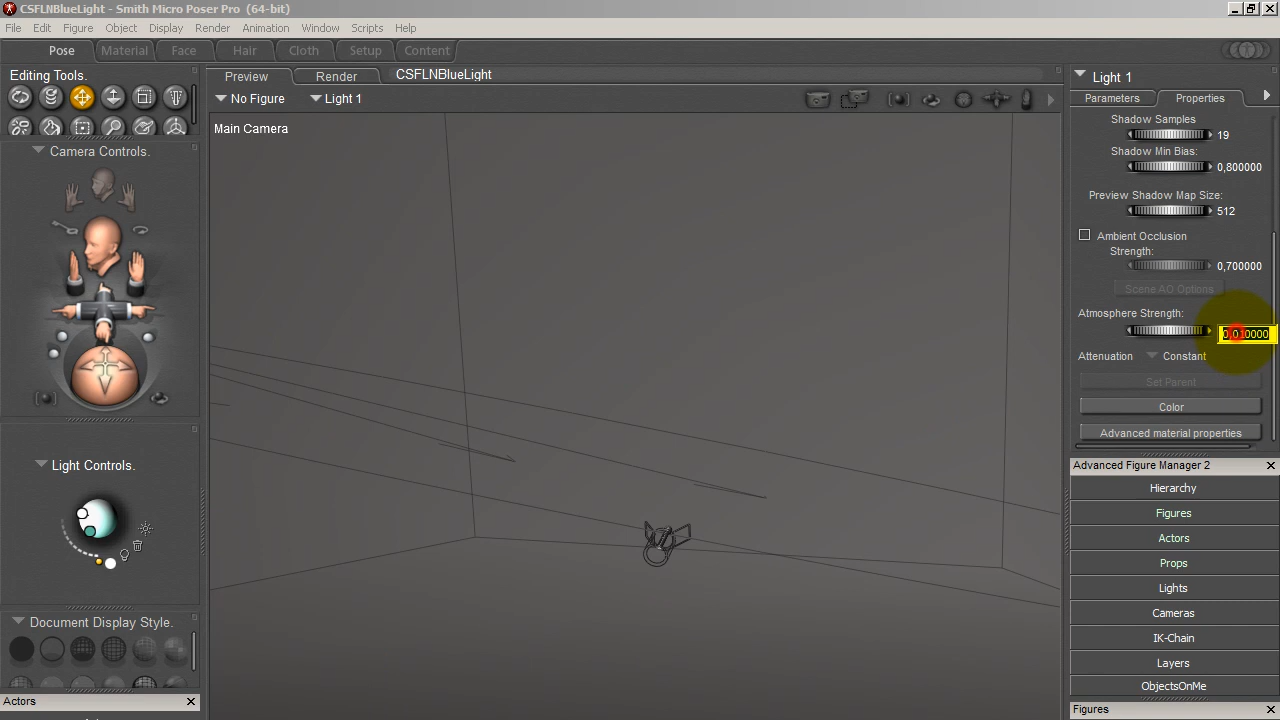 CSFLNBlueLight - Smith Micro Poser Pro (64-bit)
File Edit Figure Object Display Render Animation Window Scripts Help
Pose Material Face Hair Cloth Setup Content
Editing Tools.
Preview Render CSFLNBlueLight
No Figure Light 1
Main Camera
Camera Controls.
Light Controls.
Document Display Style.
Actors
Light 1
Parameters Properties
Shadow Samples
19
Shadow Min Bias:
0,800000
Preview Shadow Map Size:
512
Ambient Occlusion
Strength:
0,700000
Scene AO Options
Atmosphere Strength:
0,010000
Attenuation Constant
Set Parent
Color
Advanced material properties
Advanced Figure Manager 2
Hierarchy
Figures
Actors
Props
Lights
Cameras
IK-Chain
Layers
ObjectsOnMe
Figures